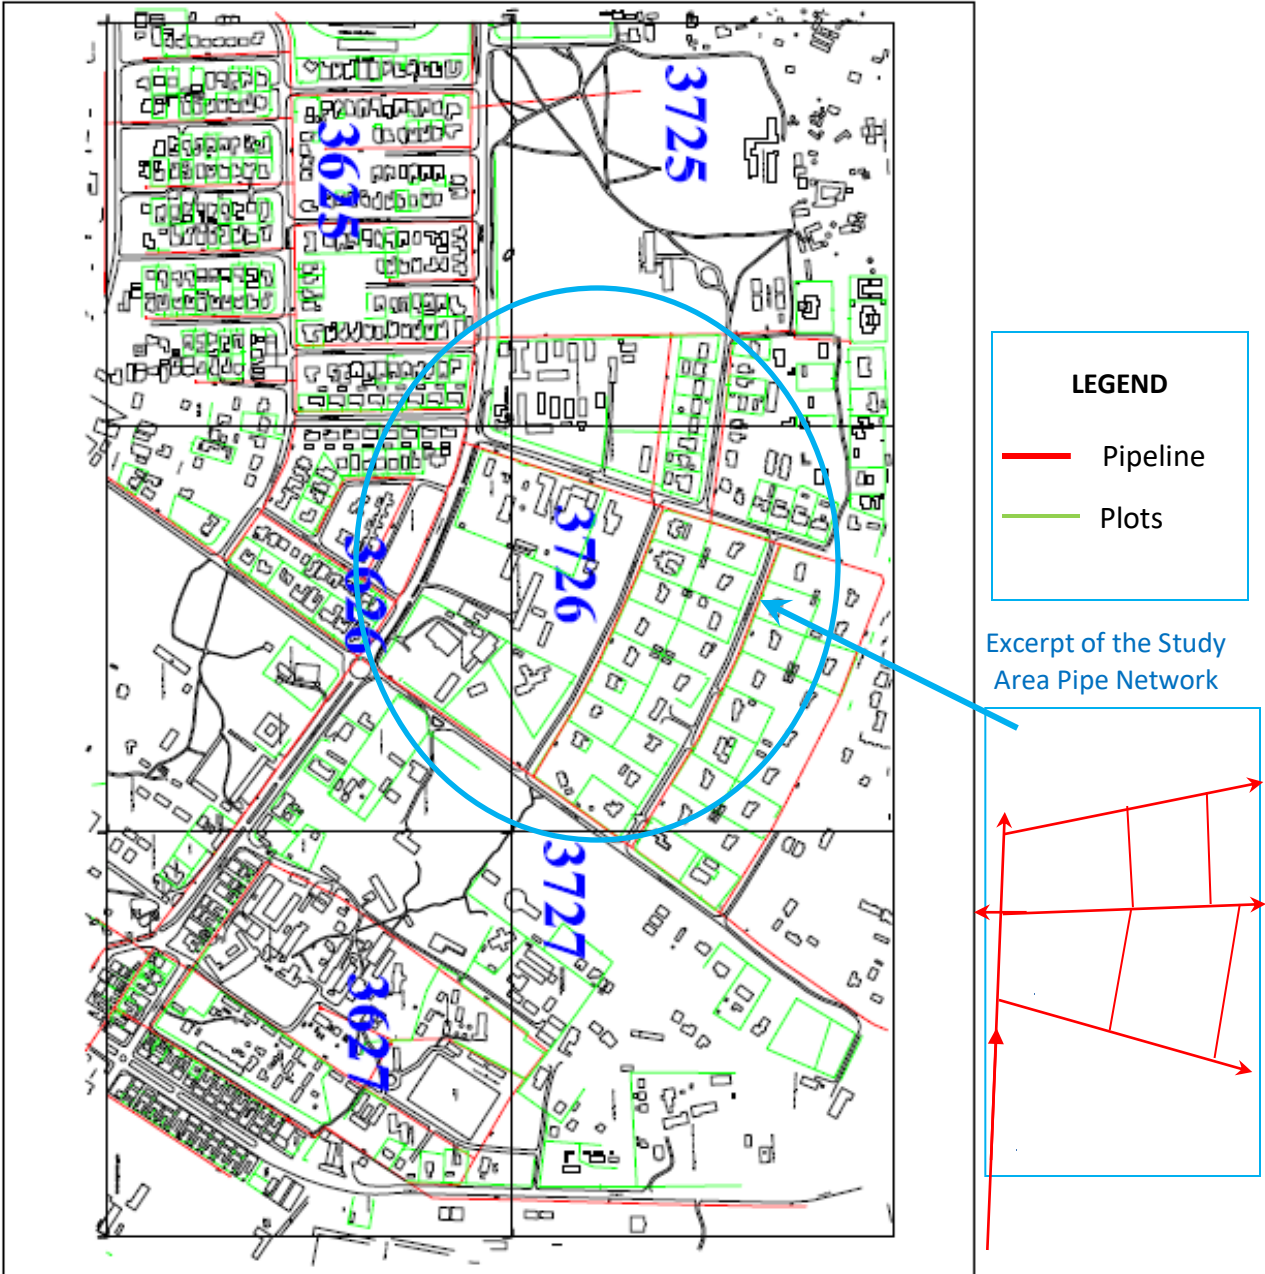 3725
3625
3726
3626
3727
3627
LEGEND
Pipeline
Plots
Excerpt of the Study
Area Pipe Network